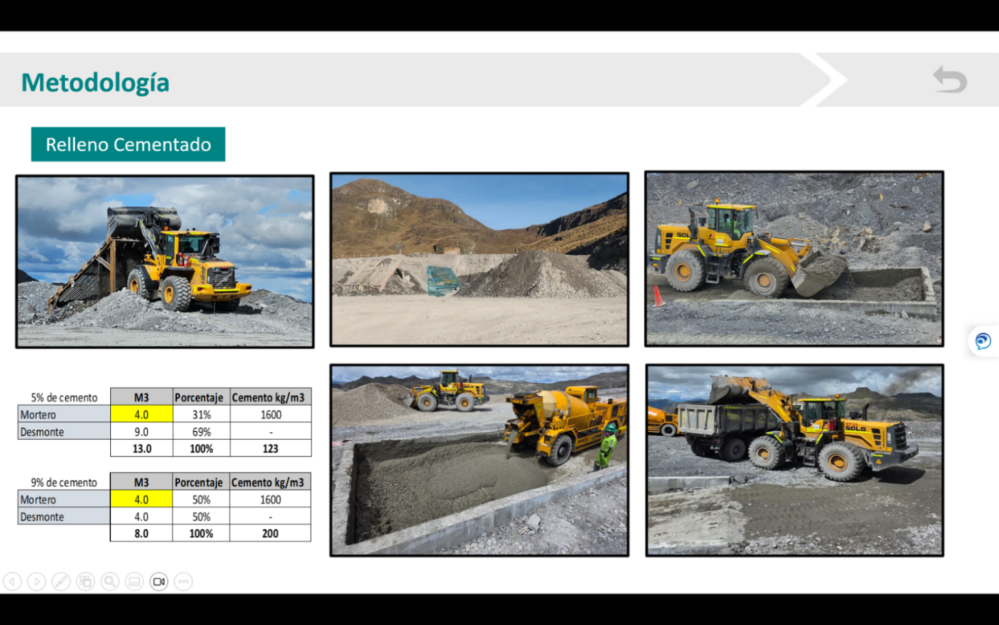 Metodología
Relleno Cementado
SDLG
5% de cemento M3 Porcentaje Cemento kg/m3
Mortero 4.0 31% 1600
Desmonte 9.0 69% -
13.0 100% 123
9% de cemento M3 Porcentaje Cemento kg/m3
Mortero 4.0 50% 1600
Desmonte 4.0 50% -
8.0 100% 200